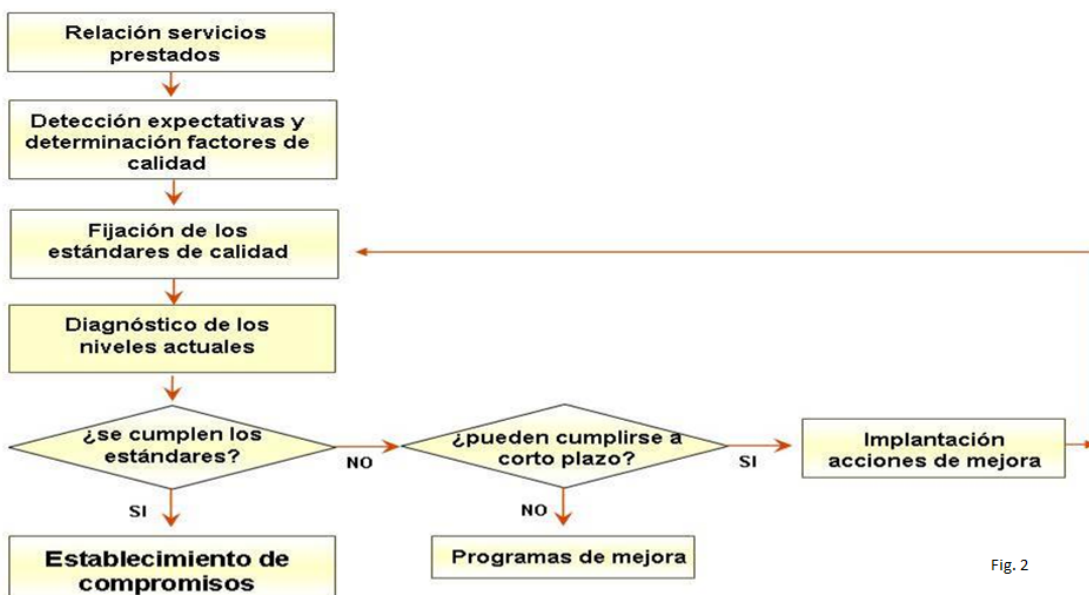 Relación servicios
prestados
Detección expectativas y
determinación factores de
calidad
Fijación de los
estándares de calidad
Diagnóstico de los
niveles actuales
¿se cumplen los
estándares?
NO
¿pueden cumplirse a
corto plazo?
SI
Implantación
acciones de mejora
SI
NO
Establecimiento de
compromisos
Programas de mejora
Fig. 2